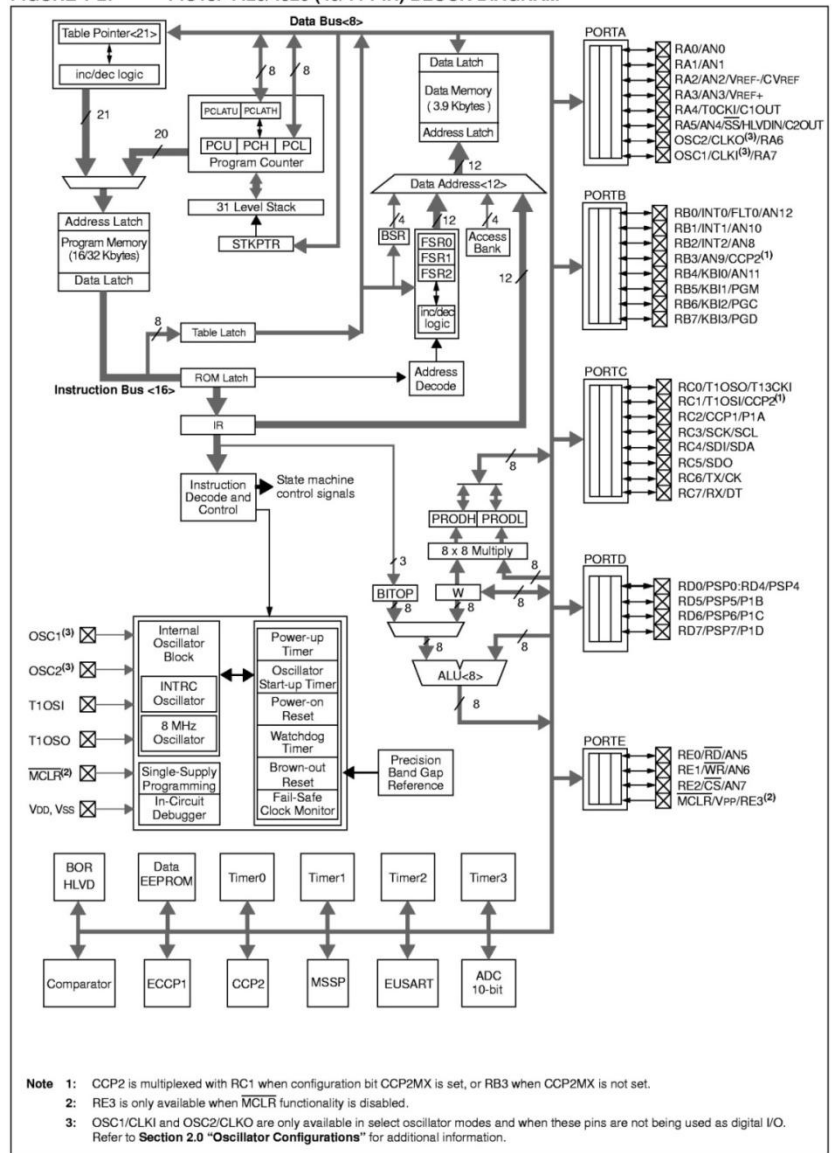 Data Bus<8>
Table Pointer<21>
inc/dec logic
21
20
8
8
PCLATU PCLATH
PCU PCH PCL
Program Counter
31 Level Stack
STKPTR
Address Latch
Program Memory
(16/32 Kbytes)
Data Latch
8
Table Latch
Instruction Bus <16>
ROM Latch
IR
Data Latch
Data Memory
(3.9 Kbytes)
Address Latch
12
Data Address<12>
4
12
4
BSR
FSR0
FSR1
FSR2
Access
Bank
12
inc/dec
logic
Address
Decode
Instruction
Decode and
Control
State machine
control signals
8
PRODH PRODL
8 x 8 Multiply
3
8
BITOP
W
8
8
8
8
8
ALU<8>
8
OSC1(3)
OSC2(3)
T1OSI
T1OSO
MCLR(2)
VDD, VSS
Internal
Oscillator
Block
INTRC
Oscillator
8 MHz
Oscillator
Single-Supply
Programming
In-Circuit
Debugger
Power-up
Timer
Oscillator
Start-up Timer
Power-on
Reset
Watchdog
Timer
Brown-out
Reset
Fail-Safe
Clock Monitor
Precision
Band Gap
Reference
BOR
HLVD
Data
EEPROM
Timer0
Timer1
Timer2
Timer3
Comparator
ECCP1
CCP2
MSSP
EUSART
ADC
10-bit
PORTA
RA0/AN0
RA1/AN1
RA2/AN2/VREF-/CVREF
RA3/AN3/VREF+
RA4/T0CKI/C1OUT
RA5/AN4/SS/HLVDIN/C2OUT
OSC2/CLKO(3)/RA6
OSC1/CLKI(3)/RA7
PORTB
RB0/INT0/FLT0/AN12
RB1/INT1/AN10
RB2/INT2/AN8
RB3/AN9/CCP2(1)
RB4/KBI0/AN11
RB5/KBI1/PGM
RB6/KBI2/PGC
RB7/KBI3/PGD
PORTC
RC0/T1OSO/T13CKI
RC1/T1OSI/CCP2(1)
RC2/CCP1/P1A
RC3/SCK/SCL
RC4/SDI/SDA
RC5/SDO
RC6/TX/CK
RC7/RX/DT
PORTD
RD0/PSP0:RD4/PSP4
RD5/PSP5/P1B
RD6/PSP6/P1C
RD7/PSP7/P1D
PORTE
RE0/RD/AN5
RE1/WR/AN6
RE2/CS/AN7
MCLR/VPP/RE3(2)
Note 1: CCP2 is multiplexed with RC1 when configuration bit CCP2MX is set, or RB3 when CCP2MX is not set.
2: RE3 is only available when MCLR functionality is disabled.
3: OSC1/CLKI and OSC2/CLKO are only available in select oscillator modes and when these pins are not being used as digital I/O.
Refer to Section 2.0 "Oscillator Configurations" for additional information.